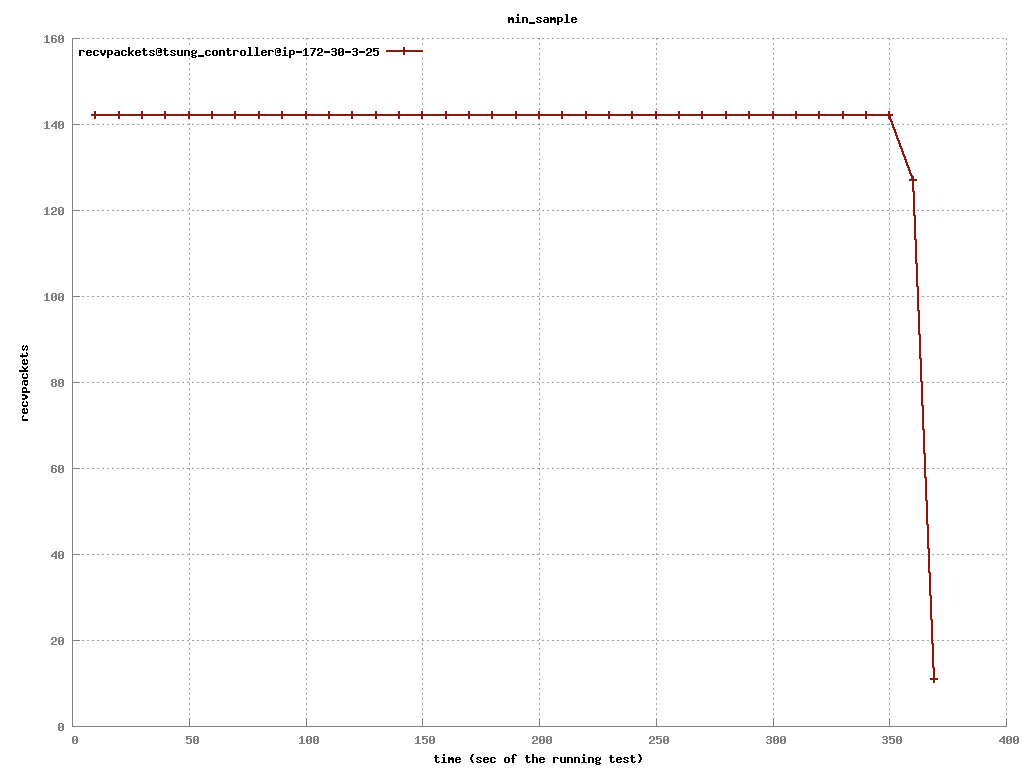 min_sample
160
recvpackets@tsung_controller@ip-172-30-3-25
140
120
100
80
60
40
20
0
recvpackets
0 50 100 150 200 250 300 350 400
time (sec of the running test)